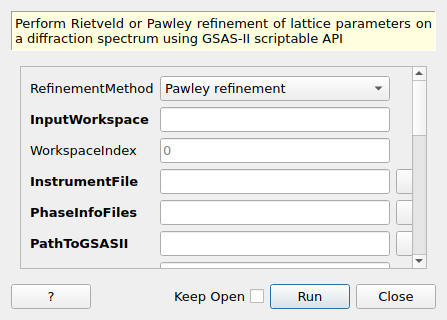 Perform Rietveld or Pawley refinement of lattice parameters on
a diffraction spectrum using GSAS-II scriptable API
RefinementMethod Pawley refinement
InputWorkspace
WorkspaceIndex 0
InstrumentFile
PhaseInfoFiles
PathToGSASII
? Keep Open Run Close